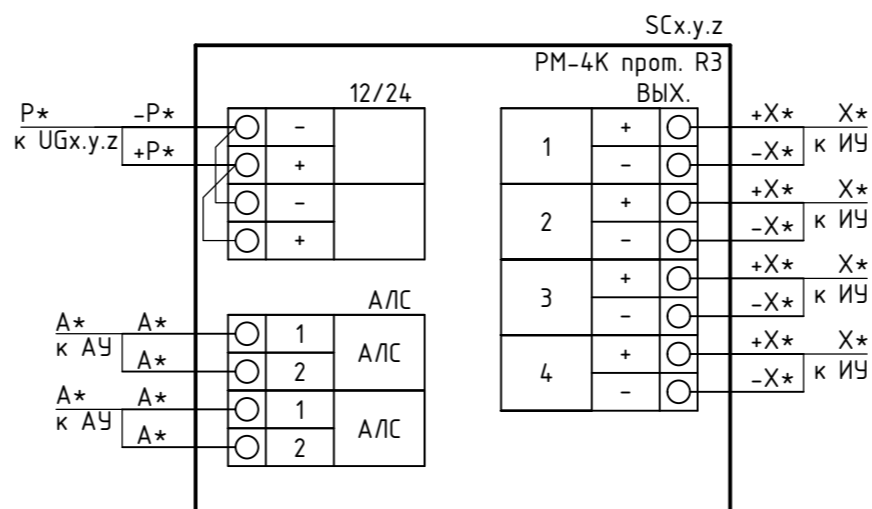 SCx.y.z
РМ-4К прот. R3
12/24
ВЫХ.
P*
-P*
к UGx.y.z
+P*
-
+
-
+
АЛС
A*
A*
к АУ
A*
1
2
АЛС
A*
A*
к АУ
A*
1
2
АЛС
1
+
-
+X*
X*
-X*
к ИУ
2
+
-
+X*
X*
-X*
к ИУ
3
+
-
+X*
X*
-X*
к ИУ
4
+
-
+X*
X*
-X*
к ИУ